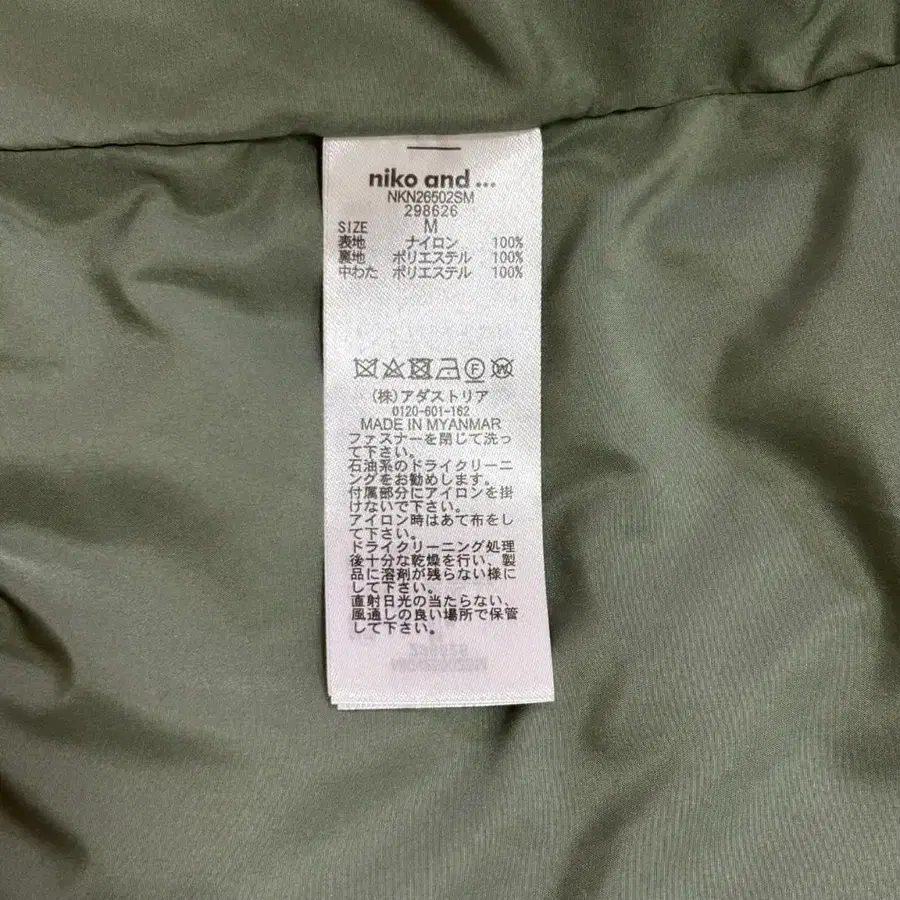 niko and ...
NKN26502SM
298626
SIZE M
表地 ナイロン 100%
裏地 ポリエステル 100%
中わた ポリエステル 100%
F W
(株)アダストリア
0120-601-162
MADE IN MYANMAR
ファスナーを閉じて洗っ
て下さい。
石油系のドライクリーニ
ングをお勧めします。
付属部分にアイロンを掛
けないで下さい。
アイロン時はあて布をし
て下さい。
ドライクリーニング処理
後十分な乾燥を行い、製
品に溶剤が残らない様に
して下さい。
直射日光の当たらない、
風通しの良い場所で保管
して下さい。